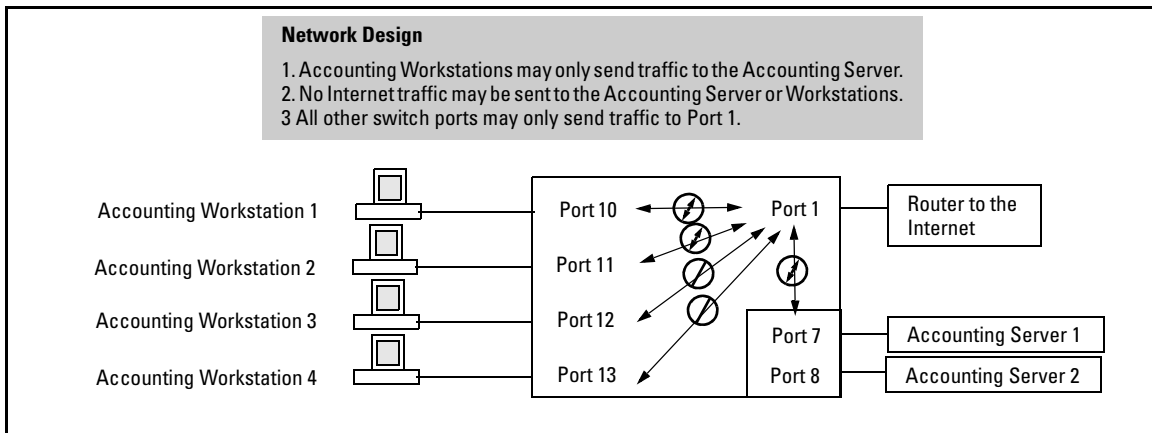 Network Design
1. Accounting Workstations may only send traffic to the Accounting Server.
2. No Internet traffic may be sent to the Accounting Server or Workstations.
3 All other switch ports may only send traffic to Port 1.
Accounting Workstation 1
Port 10
Port 1
Router to the
Internet
Accounting Workstation 2
Port 11
Accounting Workstation 3
Port 12
Port 7
Accounting Server 1
Accounting Workstation 4
Port 13
Port 8
Accounting Server 2